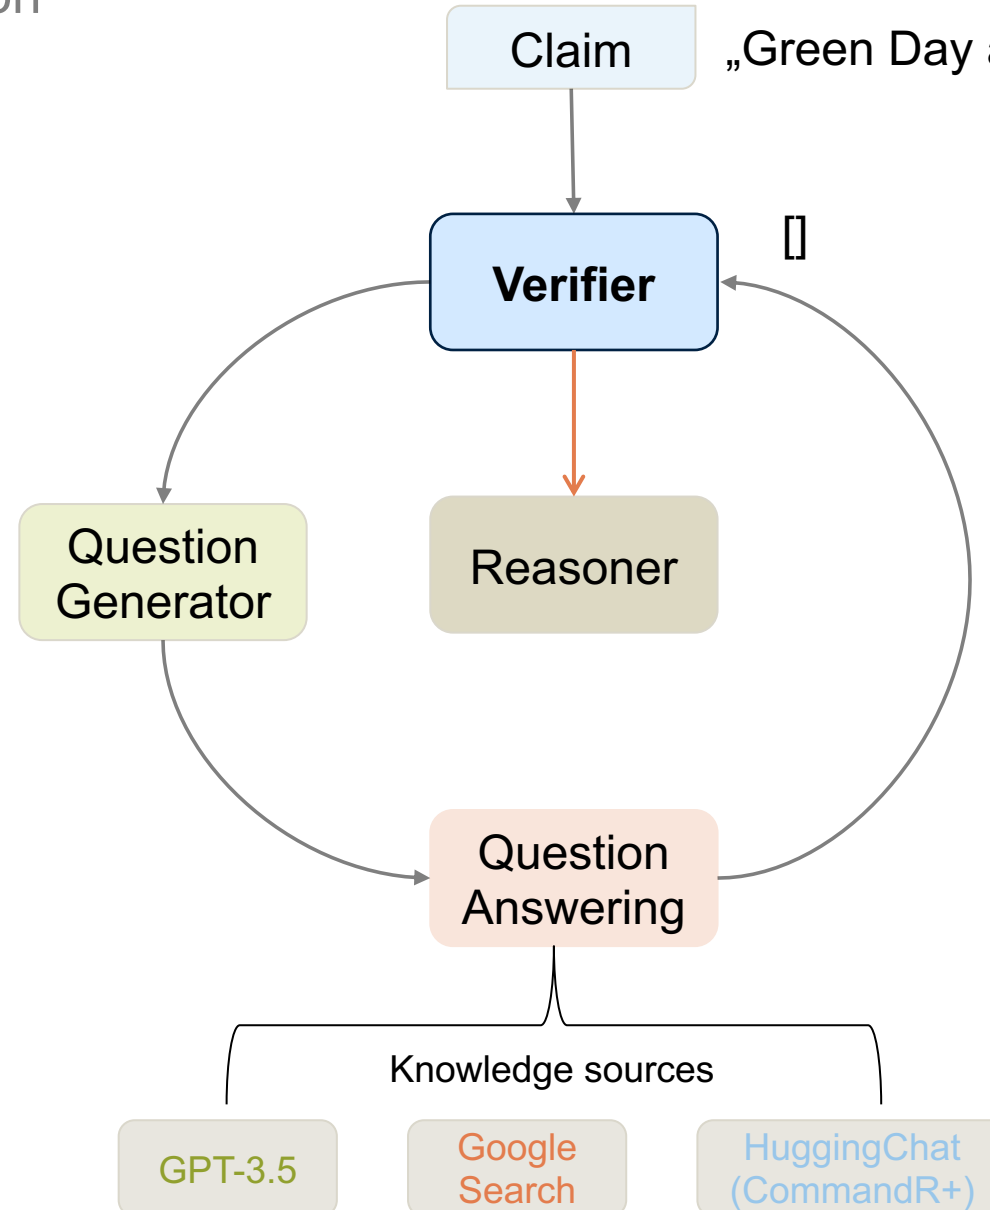 Claim
„Green Day
[]
Verifier
Question
Generator
Reasoner
Question
Answering
Knowledge sources
GPT-3.5
Google
Search
HuggingChat
(CommandR+)